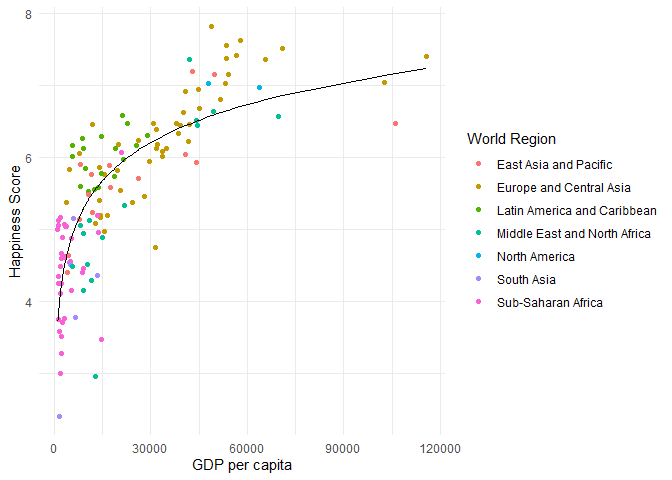 8
6
4
Happiness Score
0
30000
60000
90000
120000
GDP per capita
World Region
East Asia and Pacific
Europe and Central Asia
Latin America and Caribbean
Middle East and North Africa
North America
South Asia
Sub-Saharan Africa